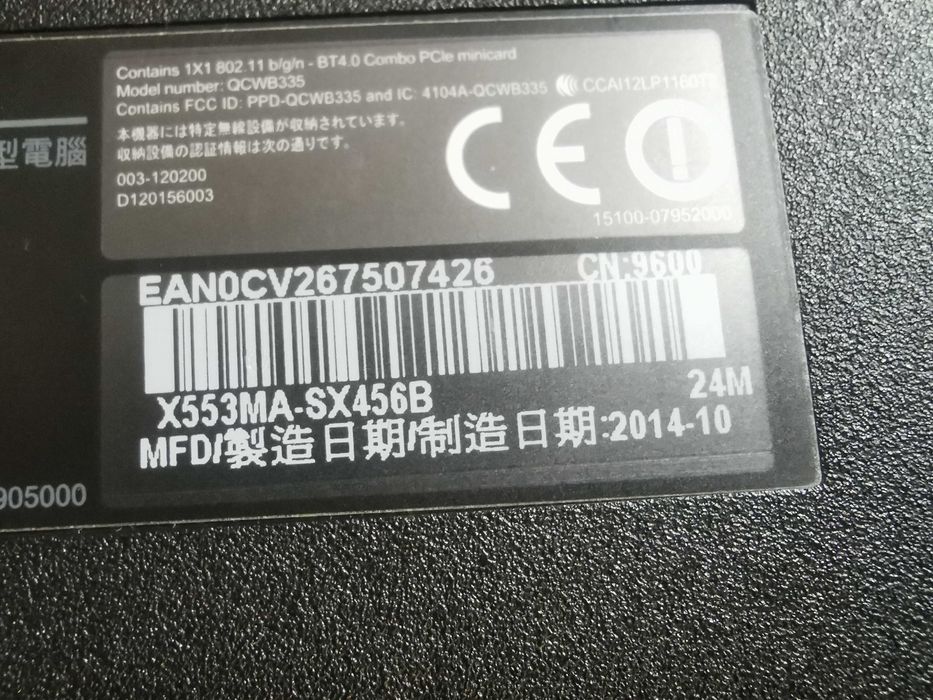 Contains 1X1 802.11 b/g/n - BT4.0 Combo PCIe minicard
Model number: QCWB335
Contains FCC ID: PPD-QCWB335 and IC: 4104A-QCWB335
CCAI12LP1160T3
本機器には特定無線設備が収納されています。
収納設備の認証情報は次の通りです。
003-120200
D120156003
CE
15100-07952000
型電腦
905000
EAN0CV267507426 CN:9600
X553MA-SX456B 24M
MFD/製造日期/制造日期:2014-10